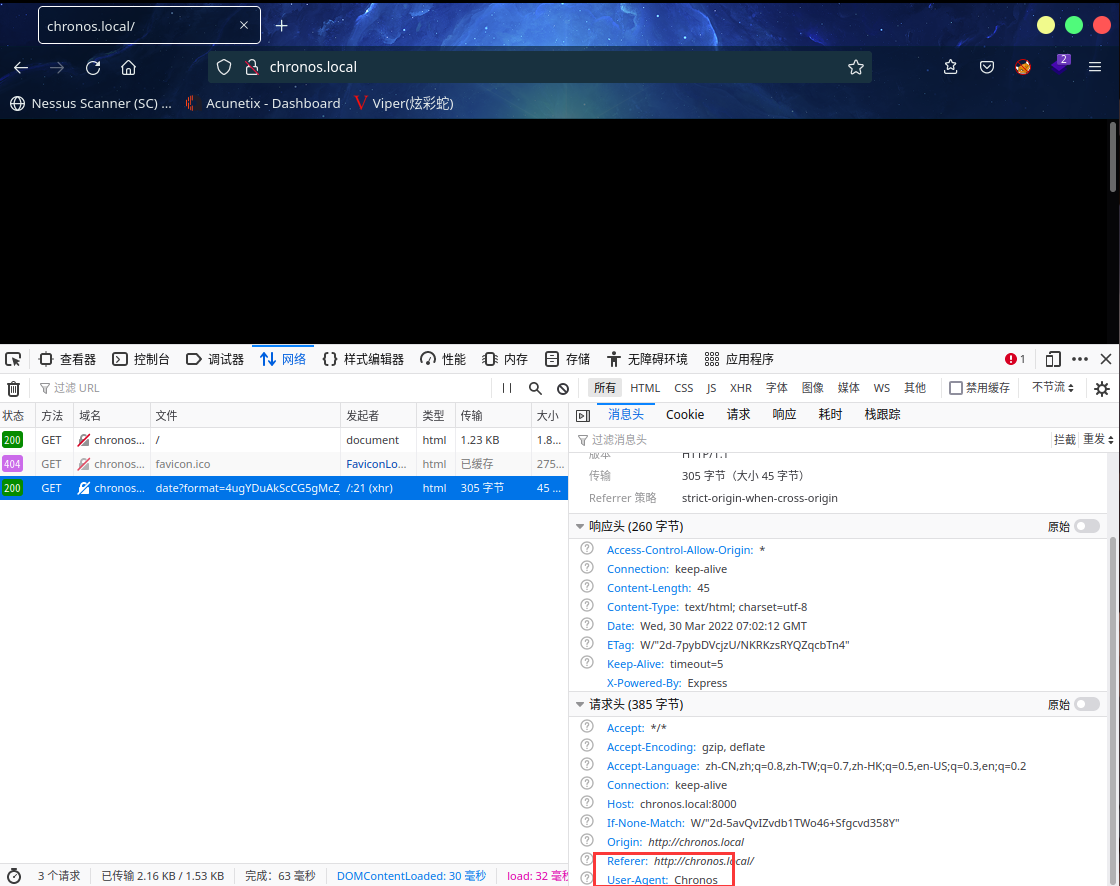 chronos.local/
chronos.local
2
Nessus Scanner (SC) ... Acunetix - Dashboard Viper(炫彩蛇)
查看器 控制台 调试器 网络 样式编辑器 性能 内存 存储 无障碍环境 应用程序 1
过滤 URL
所有 HTML CSS JS XHR 字体 图像 媒体 WS 其他 禁用缓存 不节流
状态 方法 域名 文件 发起者 类型 传输 大小
200 GET chronos... / document html 1.23 KB 1.8...
404 GET chronos... favicon.ico FaviconLo... html 已缓存 275...
200 GET chronos... date?format=4ugYDuAkScCG5gMcZ /:21 (xhr) html 305 字节 45 ...
消息头 Cookie 请求 响应 耗时 栈跟踪
过滤消息头 拦截 重发
版本 HTTP/1.1
传输 305 字节（大小 45 字节）
Referrer 策略 strict-origin-when-cross-origin
响应头 (260 字节) 原始
Access-Control-Allow-Origin: *
Connection: keep-alive
Content-Length: 45
Content-Type: text/html; charset=utf-8
Date: Wed, 30 Mar 2022 07:02:12 GMT
ETag: W/"2d-7pybDVcjzU/NKRKzsRYQZqcbTn4"
Keep-Alive: timeout=5
X-Powered-By: Express
请求头 (385 字节) 原始
Accept: */*
Accept-Encoding: gzip, deflate
Accept-Language: zh-CN,zh;q=0.8,zh-TW;q=0.7,zh-HK;q=0.5,en-US;q=0.3,en;q=0.2
Connection: keep-alive
Host: chronos.local:8000
If-None-Match: W/"2d-5avQvIZvdb1TWo46+Sfgcvd358Y"
Origin: http://chronos.local
Referer: http://chronos.local/
User-Agent: Chronos
3 个请求 已传输 2.16 KB / 1.53 KB 完成：63 毫秒 DOMContentLoaded: 30 毫秒 load: 32 毫秒